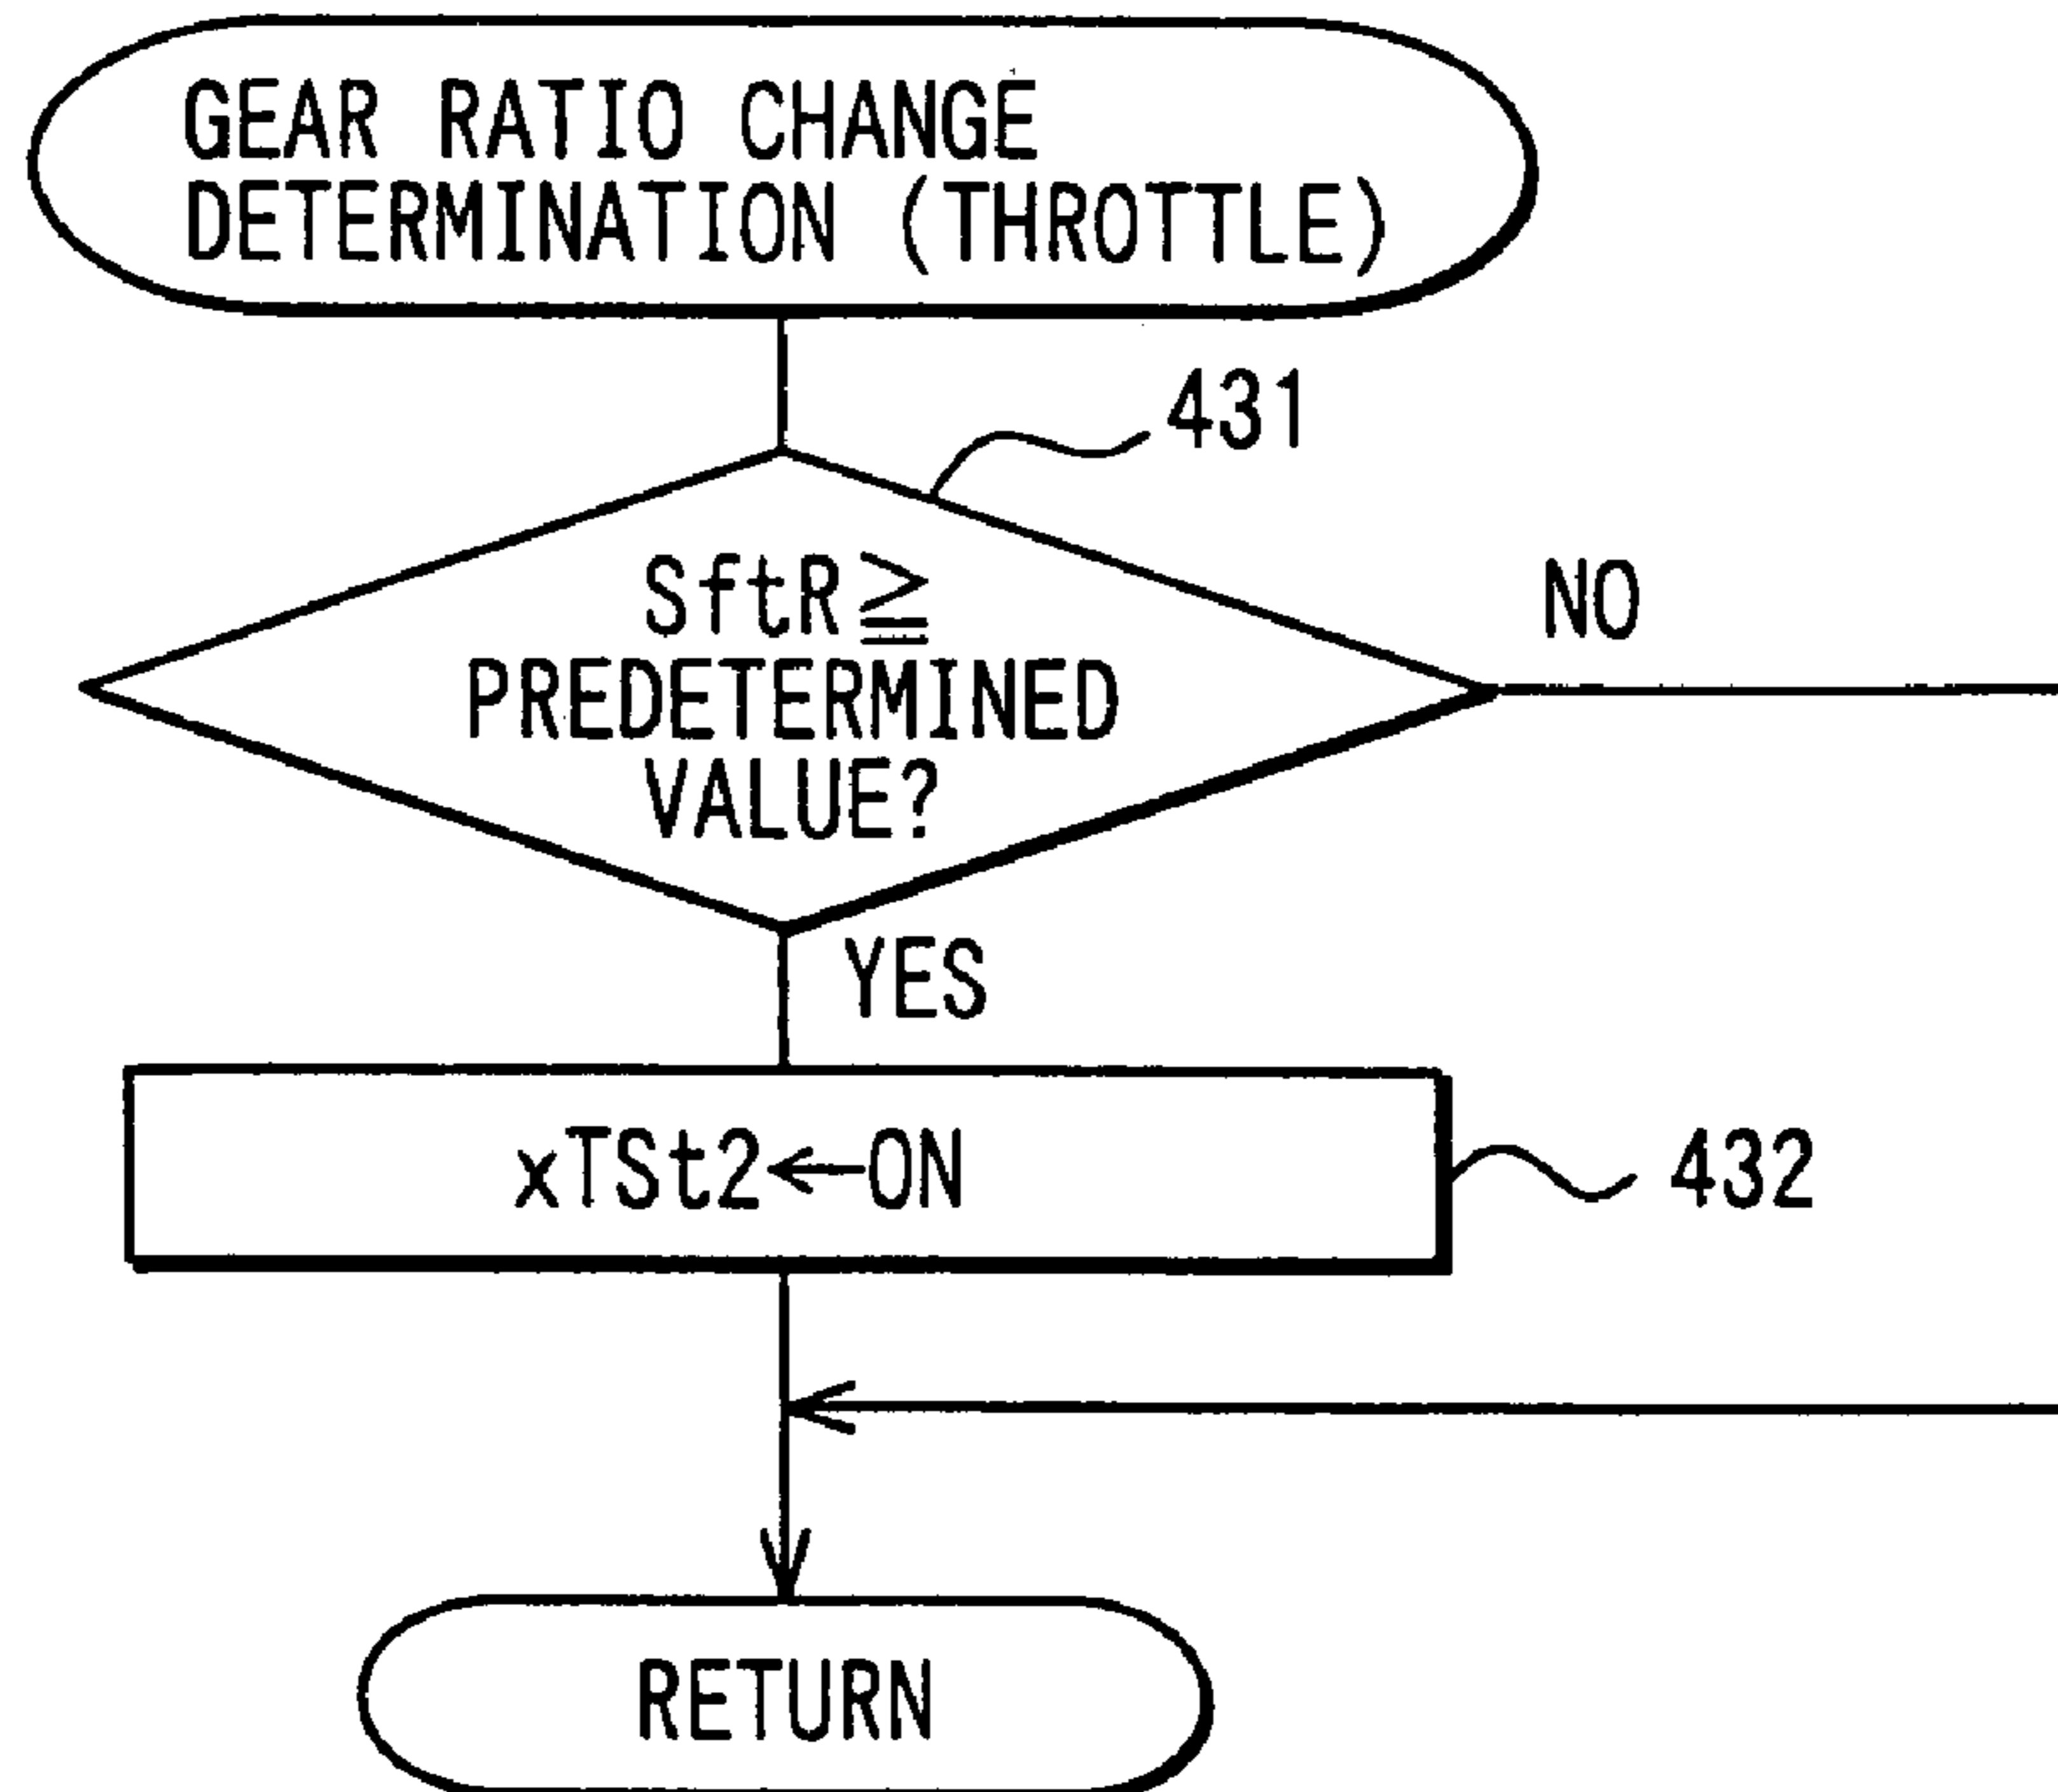 GEAR RATIO CHANGE
DETERMINATION (THROTTLE)
431
SftR≧
PREDETERMINED
VALUE?
NO
YES
xTSt2←ON
432
RETURN